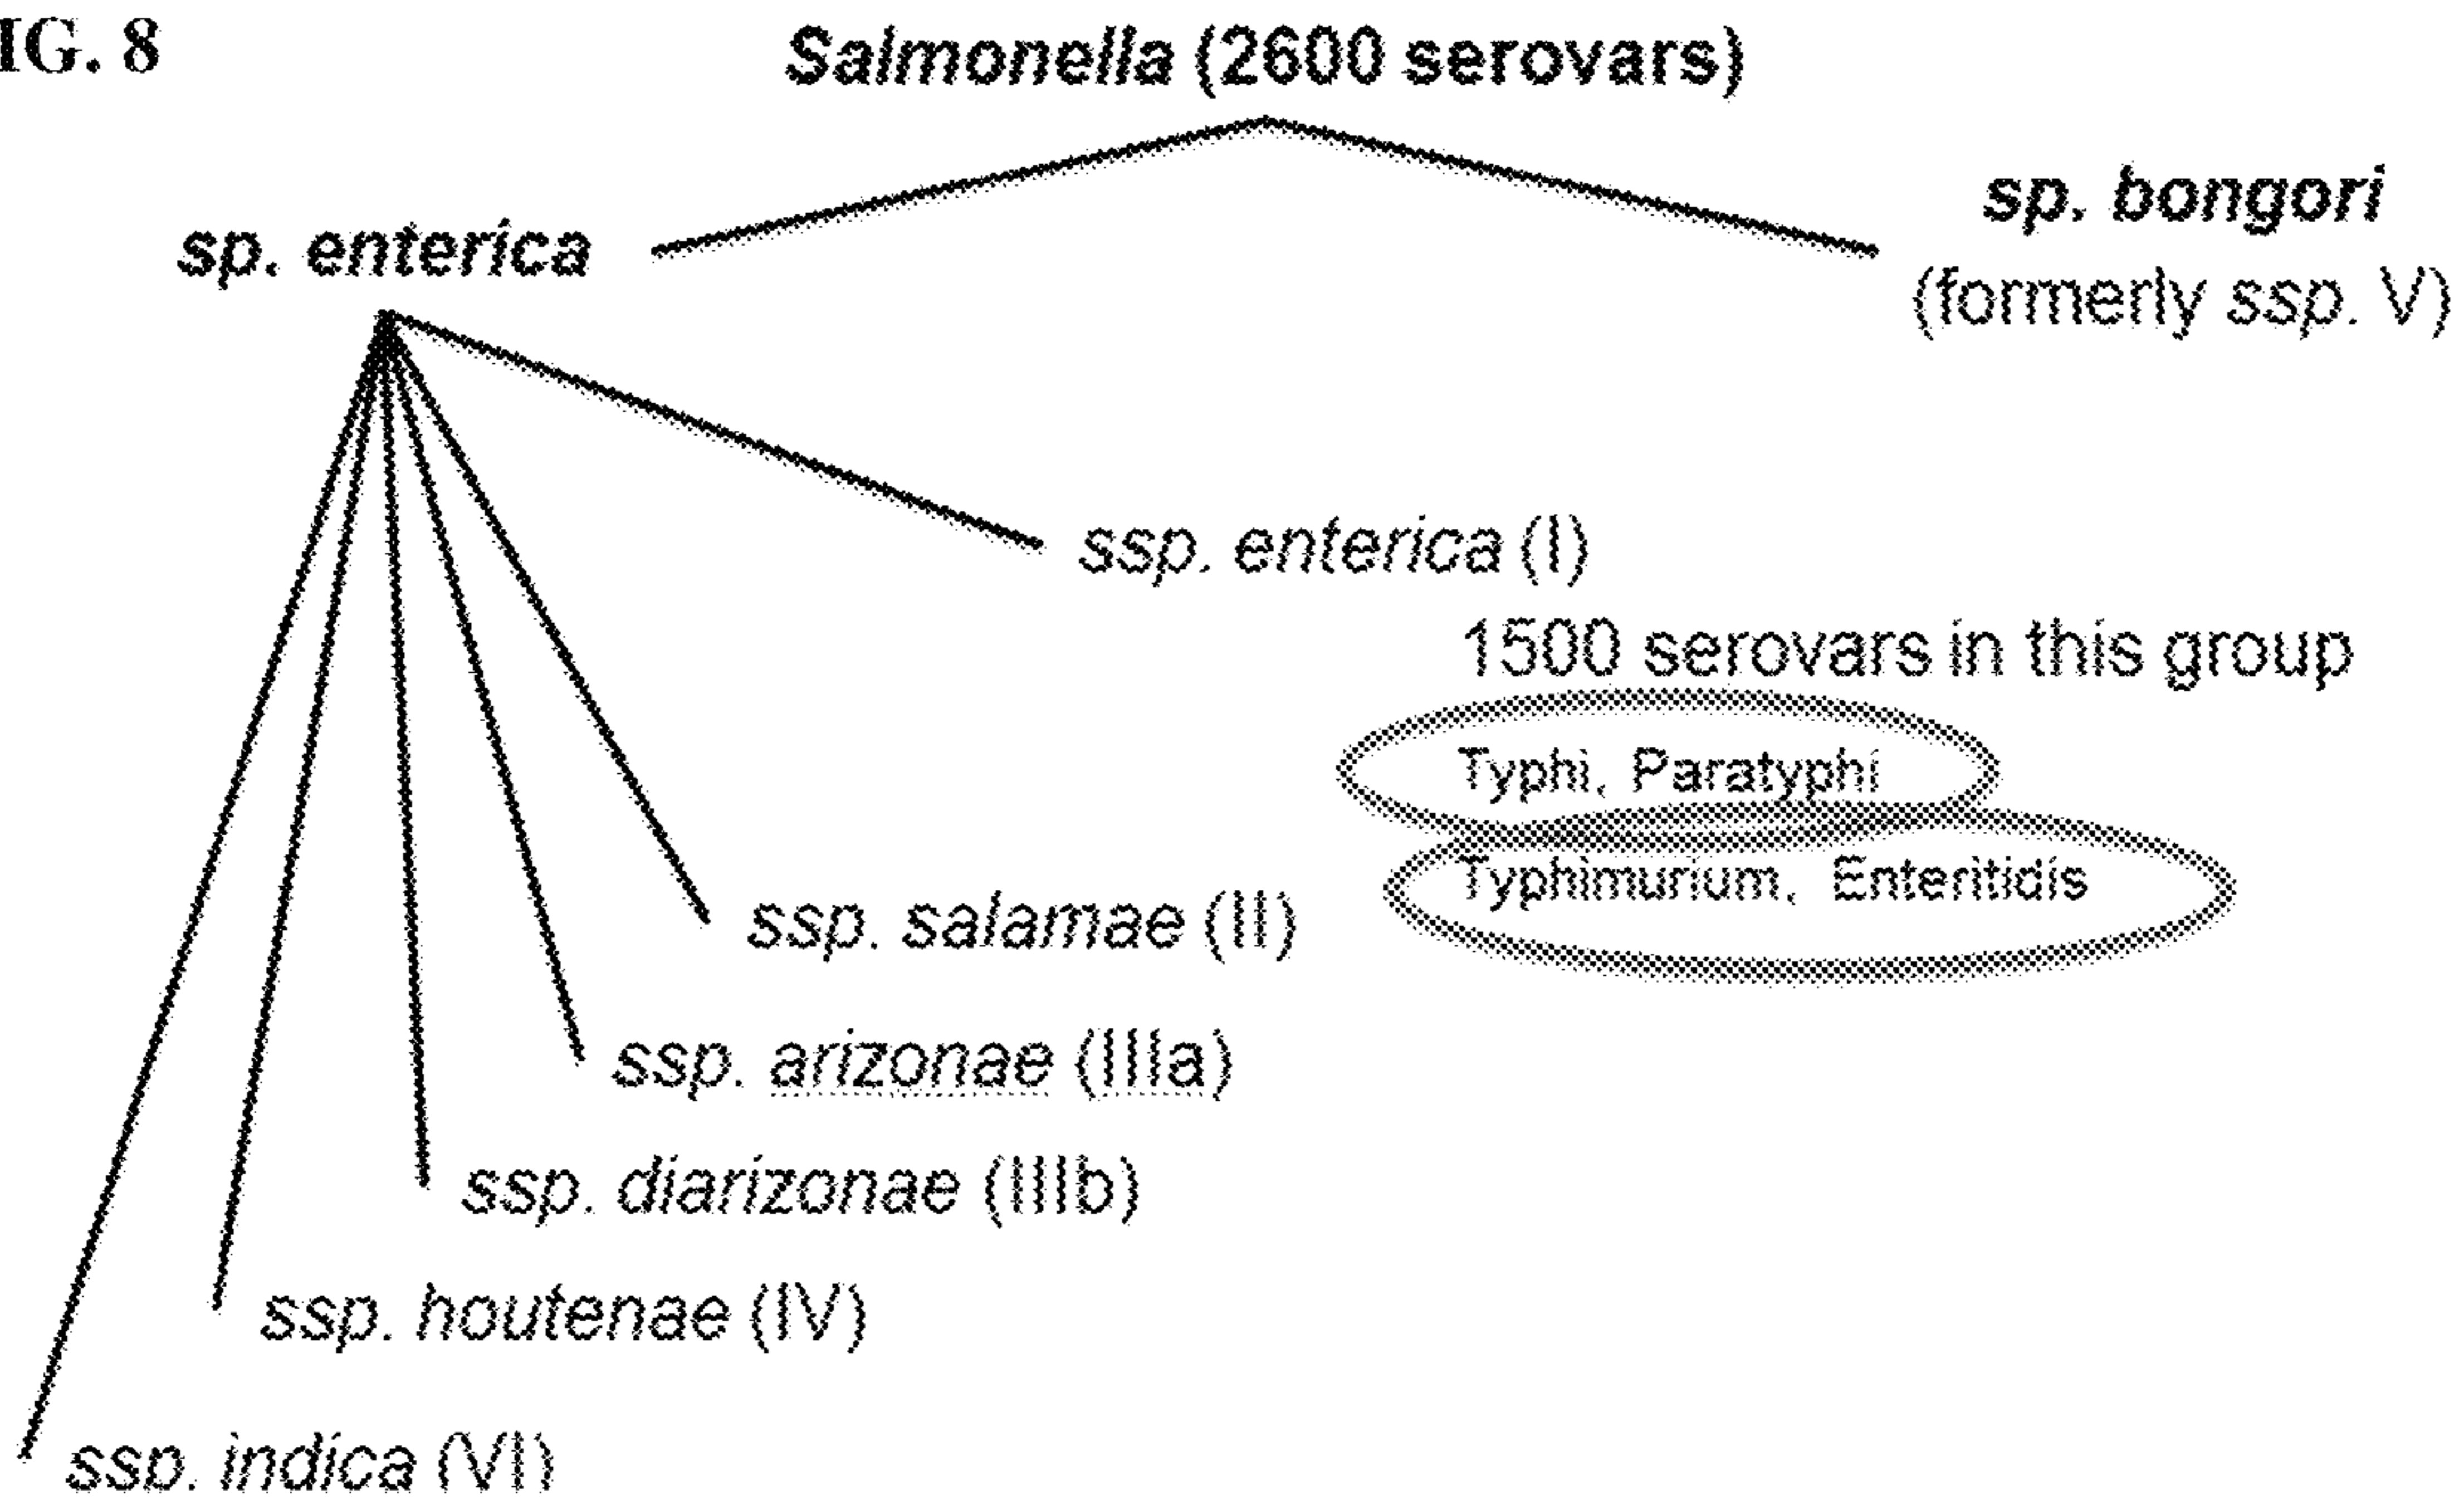 IG. 8
Salmonella (2600 serovars)
sp. enterica
sp. bongori
(formerly ssp. V)
ssp. enterica (I)
1500 serovars in this group
Typhi, Paratyphi
Typhimurium, Enteritidis
ssp. salamae (II)
ssp. arizonae (IIIa)
ssp. diarizonae (IIIb)
ssp. houtenae (IV)
ssp. indica (VI)